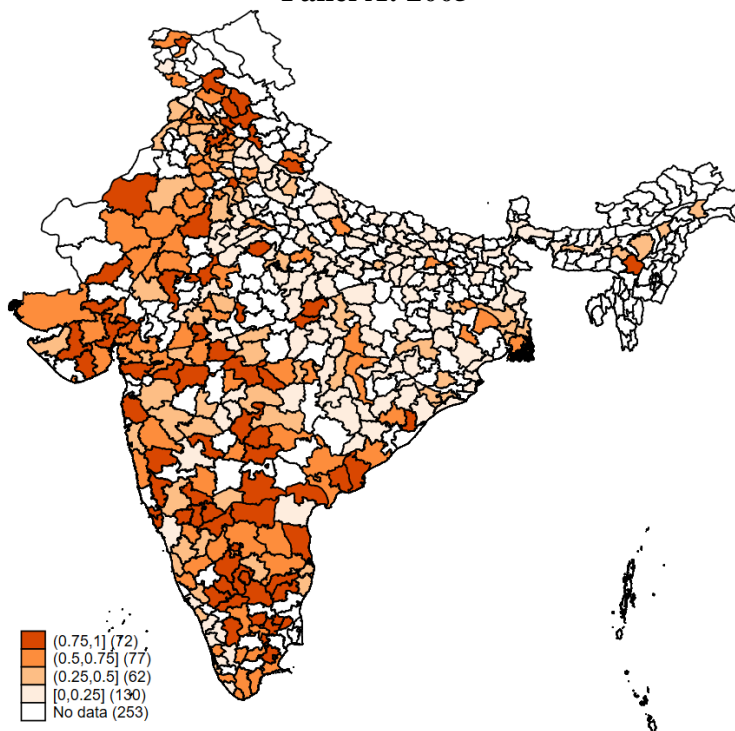 (0.75,1] (72)
(0.5,0.75] (77)
(0.25,0.5] (62)
[0,0.25] (130)
No data (253)